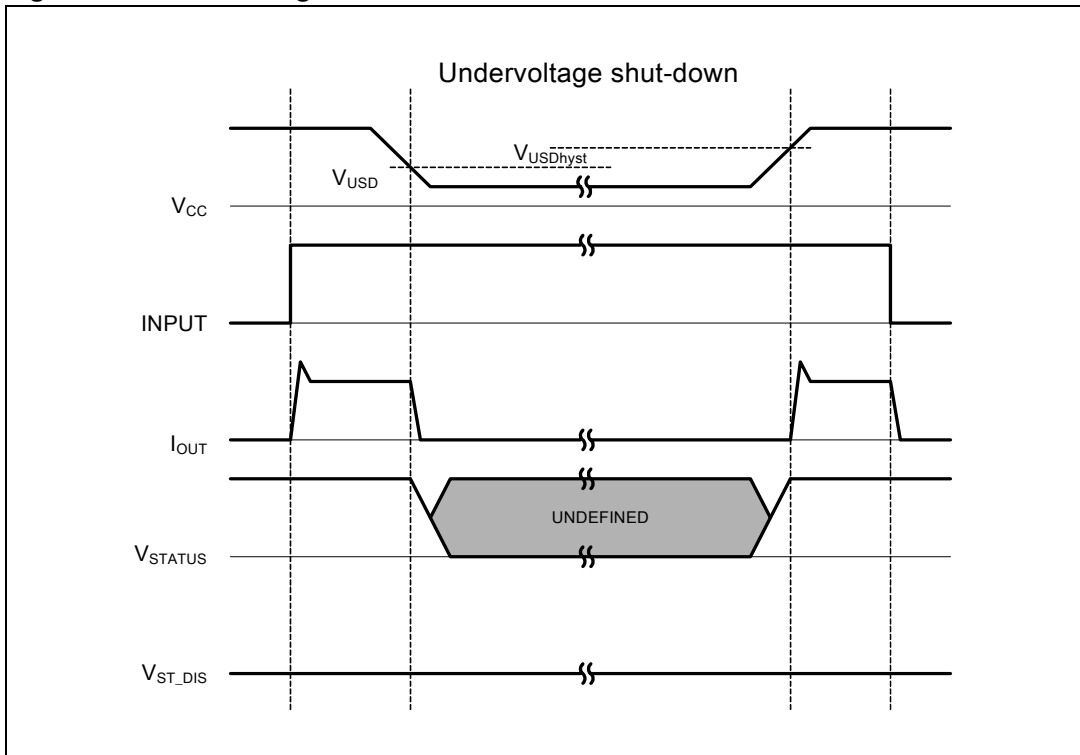 Undervoltage shut-down
V_USDhyst
V_USD
V_CC
INPUT
I_OUT
UNDEFINED
V_STATUS
V_ST_DIS